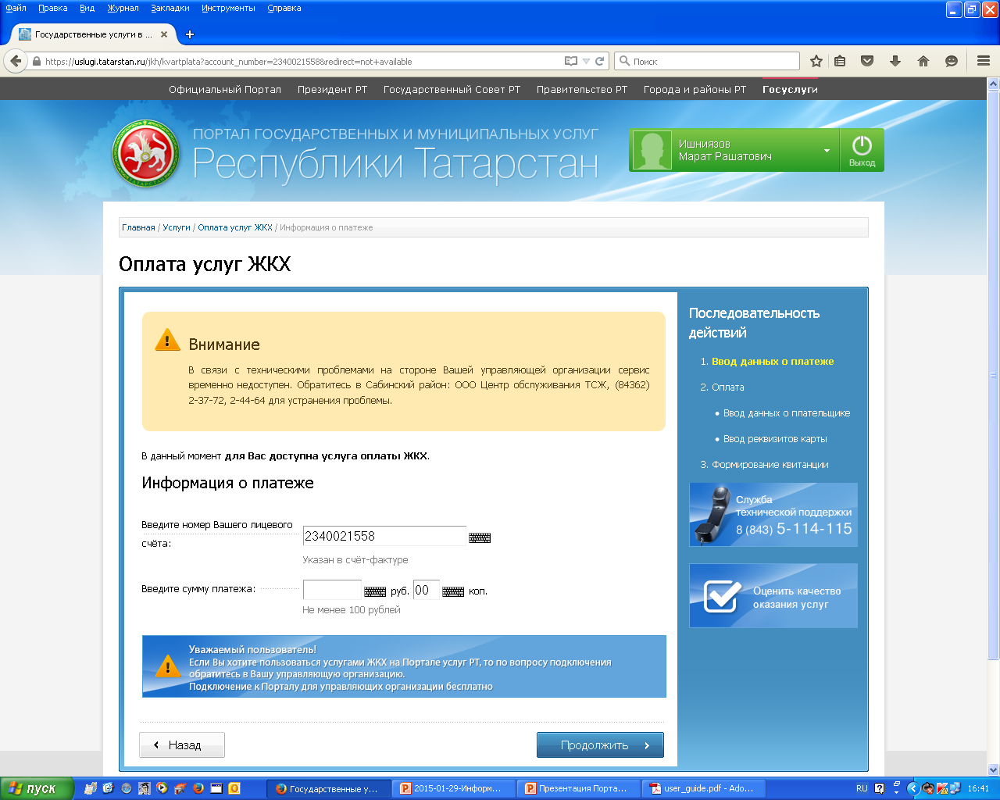 Файл Правка Вид Журнал Закладки Инструменты Справка
Государственные услуги в ...
https://uslugi.tatarstan.ru/jkh/kvartplata?account_number=2340021558&redirect=not+available
Поиск
Официальный Портал Президент РТ Государственный Совет РТ Правительство РТ Города и районы РТ Госуслуги
ПОРТАЛ ГОСУДАРСТВЕННЫХ И МУНИЦИПАЛЬНЫХ УСЛУГ
Республики Татарстан
ТАТАРСТАН
Ишниязов
Марат Рашатович
Выход
Главная / Услуги / Оплата услуг ЖКХ / Информация о платеже
Оплата услуг ЖКХ
Внимание
В связи с техническими проблемами на стороне Вашей управляющей организации сервис
временно недоступен. Обратитесь в Сабинский район: ООО Центр обслуживания ТСЖ, (84362)
2-37-72, 2-44-64 для устранения проблемы.
В данный момент для Вас доступна услуга оплаты ЖКХ.
Информация о платеже
Введите номер Вашего лицевого
счёта:
2340021558
Указан в счёт-фактуре
Введите сумму платежа:
руб. 00 коп.
Не менее 100 рублей
Уважаемый пользователь!
Если Вы хотите пользоваться услугами ЖКХ на Портале услуг РТ, то по вопросу подключения
обратитесь в Вашу управляющую организацию.
Подключение к Порталу для управляющих организации бесплатно
Назад
Продолжить
Последовательность
действий
1. Ввод данных о платеже
2. Оплата
• Ввод данных о плательщике
• Ввод реквизитов карты
3. Формирование квитанции
Служба
технической поддержки
8 (843) 5-114-115
Оценить качество
оказания услуг
пуск
Государственные у...
2015-01-29-Информ...
Презентация Порта...
user_guide.pdf - Ado...
RU
16:41